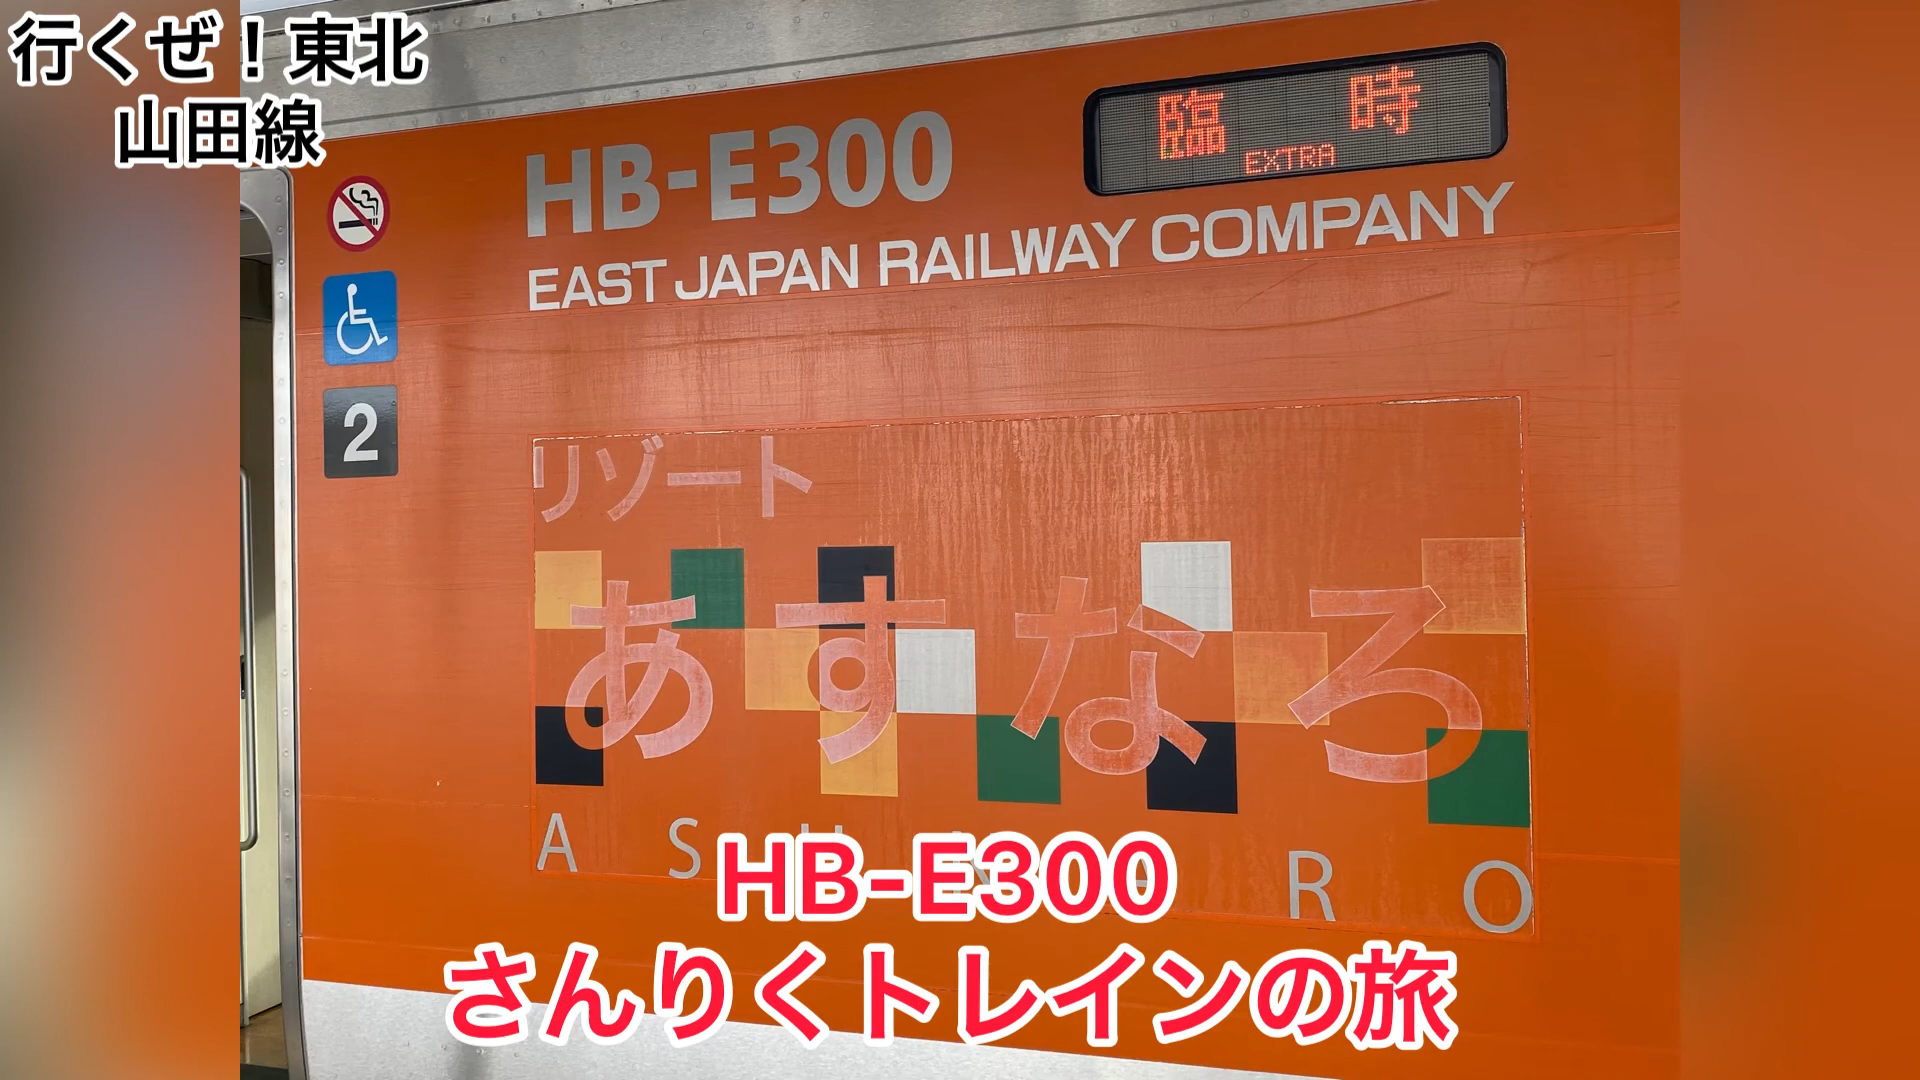 行くぜ！東北
山田線
臨 時
EXTRA
HB-E300
EAST JAPAN RAILWAY COMPANY
2
リゾート
あすなろ
HB-E300
さんりくトレインの旅